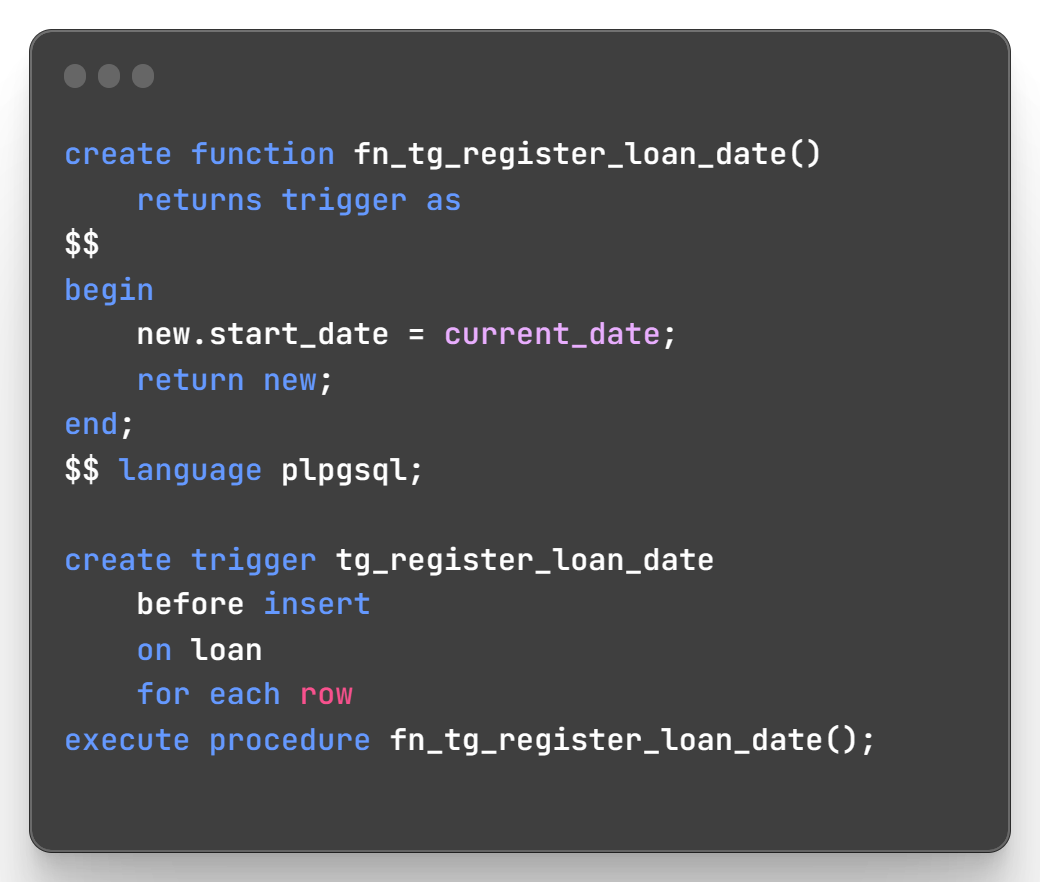 create function fn_tg_register_loan_date()
    returns trigger as
$$
begin
    new.start_date = current_date;
    return new;
end;
$$ language plpgsql;

create trigger tg_register_loan_date
    before insert
    on loan
    for each row
execute procedure fn_tg_register_loan_date();